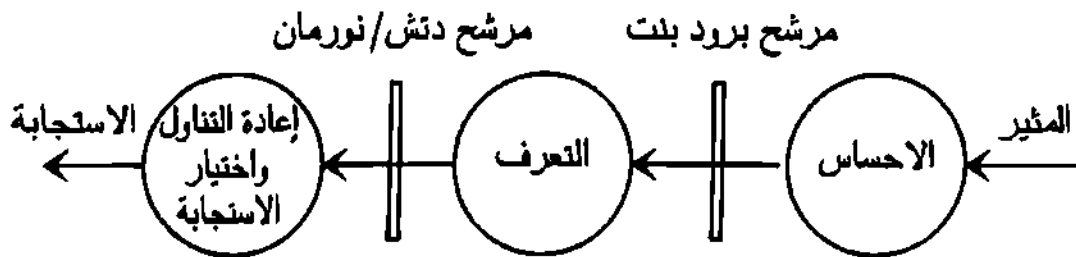 مرشح برود بنت
مرشح دتش/نورمان
المثير
الاحساس
التعرف
إعادة التناول
واختيار
الاستجابة
الاستجابة